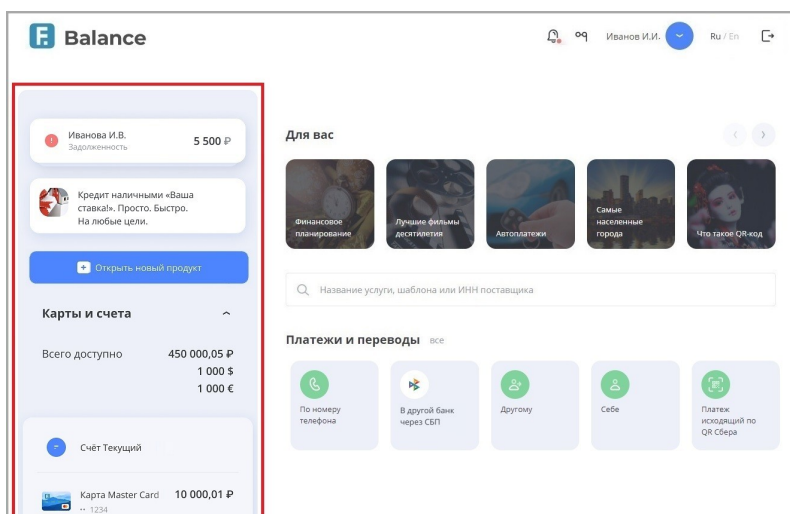 F. Balance
Иванов И.И.
Ru / En
Иванова И.В.
Задолженность
5 500 ₽
Кредит наличными «Ваша
ставка!». Просто. Быстро.
На любые цели.
Открыть новый продукт
Карты и счета
Всего доступно
450 000,05 ₽
1 000 $
1 000 €
Счёт Текущий
Карта Master Card
10 000,01 ₽
·· 1234
Для вас
Финансовое
планирование
Лучшие фильмы
десятилетия
Автоплатежи
Самые
населенные
города
Что такое QR-код
Название услуги, шаблона или ИНН поставщика
Платежи и переводы все
По номеру
телефона
В другой банк
через СБП
Другому
Себе
Платеж
исходящий по
QR Сбера